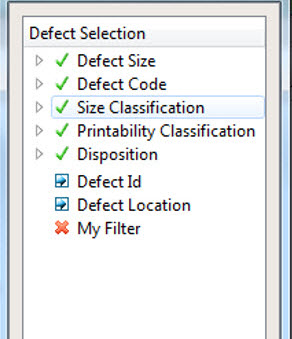 Defect Selection
Defect Size
Defect Code
Size Classification
Printability Classification
Disposition
Defect Id
Defect Location
My Filter